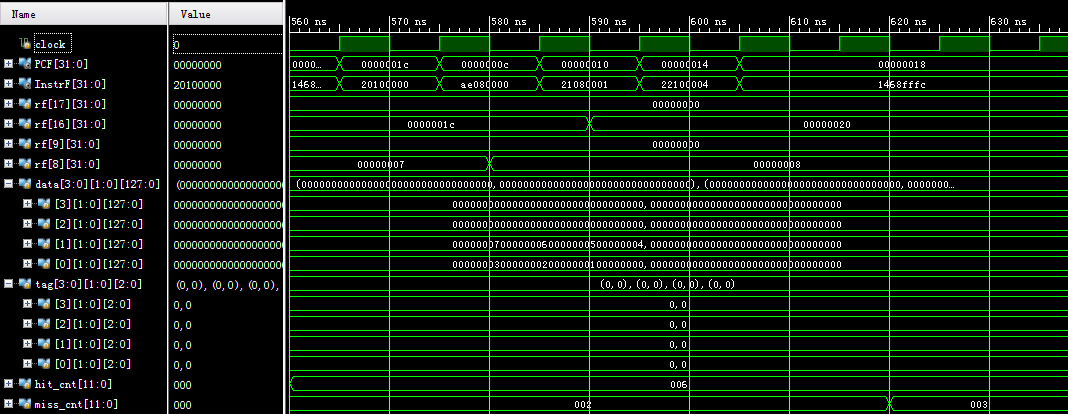 Name Value 560 ns 570 ns 580 ns 590 ns 600 ns 610 ns 620 ns 630 ns
clock 0
PCF[31:0] 00000000 0000... 0000001c 0000000c 00000010 00000014 00000018
InstrF[31:0] 20100000 1468... 20100000 ae080000 21080001 22100004 1468fffc
rf[17][31:0] 00000000 00000000
rf[16][31:0] 00000000 0000001c 00000020
rf[9][31:0] 00000000 00000000
rf[8][31:0] 00000000 00000007 00000008
data[3:0][1:0][127:0] (00000000000000000 (00000000000000000000000000000000,00000000000000000000000000000000),(00000000000000000000000000000000,0000000...
[3][1:0][127:0] 00000000000000000 00000000000000000000000000000000,00000000000000000000000000000000
[2][1:0][127:0] 00000000000000000 00000000000000000000000000000000,00000000000000000000000000000000
[1][1:0][127:0] 00000000000000000 00000007000000060000000500000004,00000000000000000000000000000000
[0][1:0][127:0] 00000000000000000 00000003000000020000000100000000,00000000000000000000000000000000
tag[3:0][1:0][2:0] (0,0),(0,0),(0,0), (0,0),(0,0),(0,0),(0,0)
[3][1:0][2:0] 0,0 0,0
[2][1:0][2:0] 0,0 0,0
[1][1:0][2:0] 0,0 0,0
[0][1:0][2:0] 0,0 0,0
hit_cnt[11:0] 000 006
miss_cnt[11:0] 000 002 003